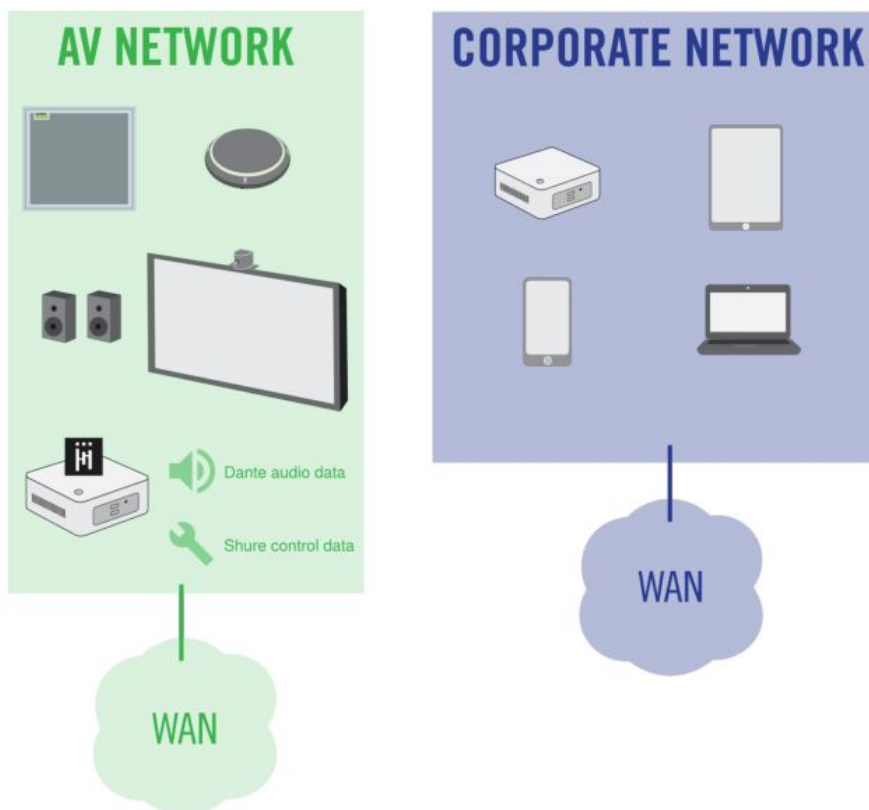 AV NETWORK
CORPORATE NETWORK
Dante audio data
Shure control data
WAN
WAN